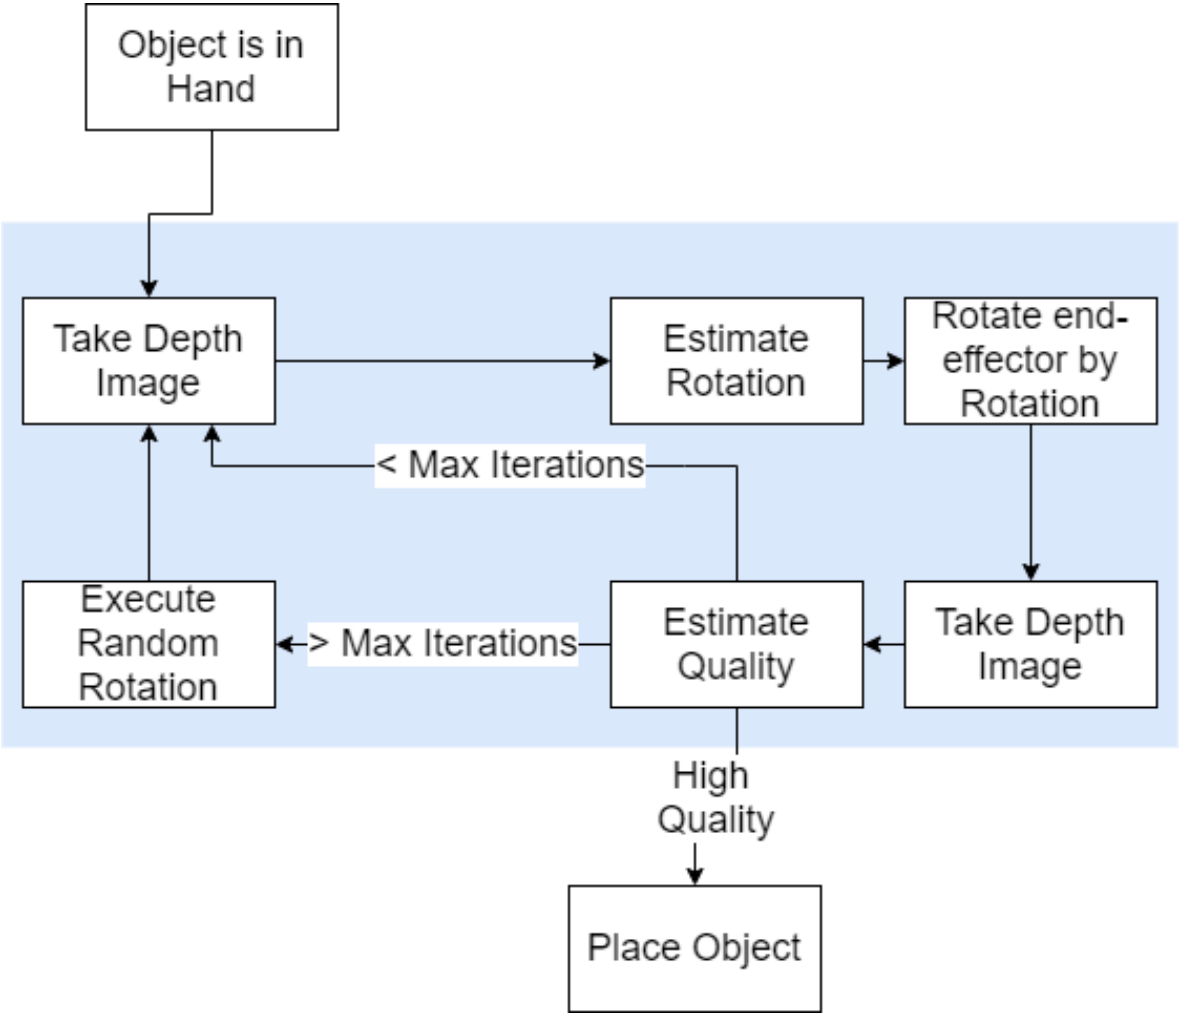 Object is in
Hand
Take Depth
Image
Estimate
Rotation
Rotate end-
effector by
Rotation
< Max Iterations
Execute
Random
Rotation
> Max Iterations
Estimate
Quality
Take Depth
Image
High
Quality
Place Object